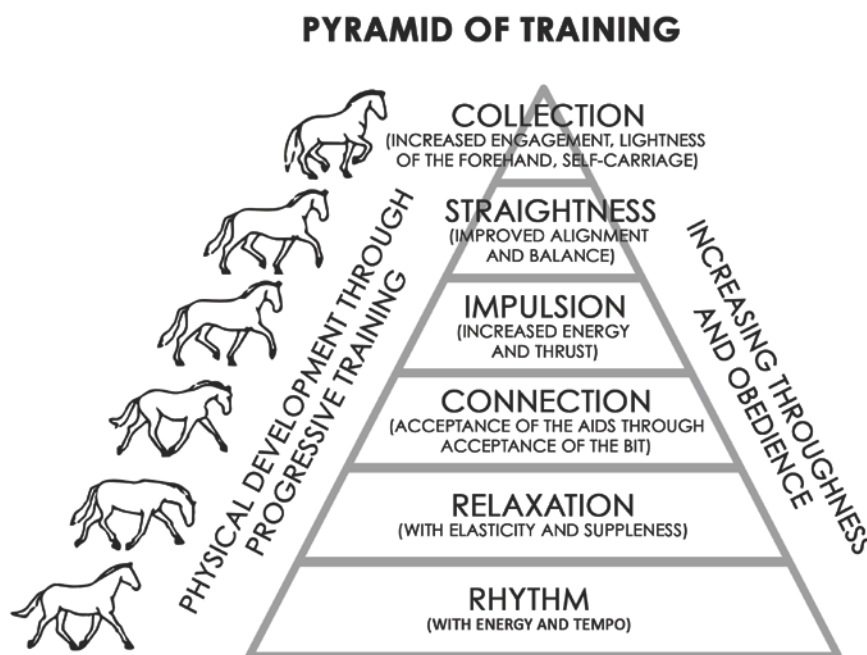 PYRAMID OF TRAINING
COLLECTION
(INCREASED ENGAGEMENT, LIGHTNESS
OF THE FOREHAND, SELF-CARRIAGE)
STRAIGHTNESS
(IMPROVED ALIGNMENT
AND BALANCE)
IMPULSION
(INCREASED ENERGY
AND THRUST)
CONNECTION
(ACCEPTANCE OF THE AIDS THROUGH
ACCEPTANCE OF THE BIT)
RELAXATION
(WITH ELASTICITY AND SUPPLENESS)
RHYTHM
(WITH ENERGY AND TEMPO)
PHYSICAL DEVELOPMENT THROUGH
PROGRESSIVE TRAINING
INCREASING THROUGHNESS
AND OBEDIENCE